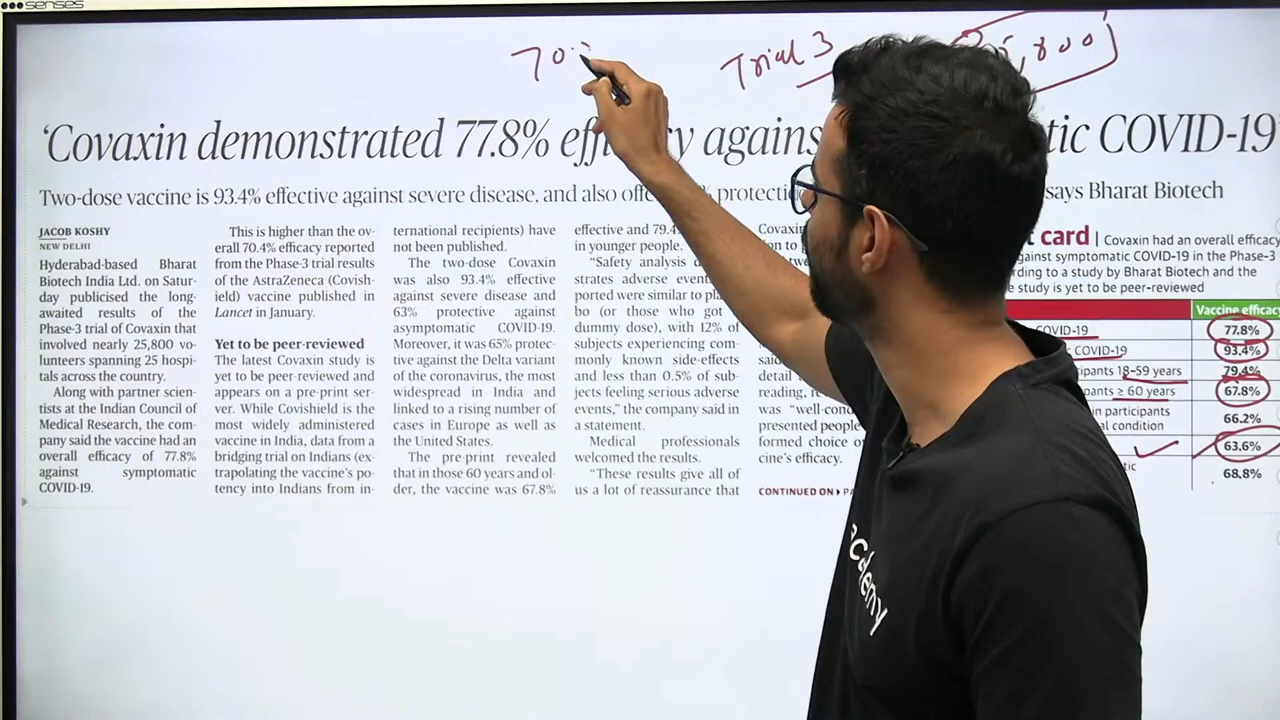 senses
70
Trial 3
,800
‘Covaxin demonstrated 77.8% effi cy agains tic COVID-19
Two-dose vaccine is 93.4% effective against severe disease, and also offe % protectio says Bharat Biotech
JACOB KOSHY
NEW DELHI
Hyderabad-based Bharat
Biotech India Ltd. on Satur-
day publicised the long-
awaited results of the
Phase-3 trial of Covaxin that
involved nearly 25,800 vo-
lunteers spanning 25 hospi-
tals across the country.
Along with partner scien-
tists at the Indian Council of
Medical Research, the com-
pany said the vaccine had an
overall efficacy of 77.8%
against symptomatic
COVID-19.
This is higher than the ov-
erall 70.4% efficacy reported
from the Phase-3 trial results
of the AstraZeneca (Covish-
ield) vaccine published in
Lancet in January.
Yet to be peer-reviewed
The latest Covaxin study is
yet to be peer-reviewed and
appears on a pre-print ser-
ver. While Covishield is the
most widely administered
vaccine in India, data from a
bridging trial on Indians (ex-
trapolating the vaccine's po-
tency into Indians from in-
ternational recipients) have
not been published.
The two-dose Covaxin
was also 93.4% effective
against severe disease and
63% protective against
asymptomatic COVID-19.
Moreover, it was 65% protec-
tive against the Delta variant
of the coronavirus, the most
widespread in India and
linked to a rising number of
cases in Europe as well as
the United States.
The pre-print revealed
that in those 60 years and ol-
der, the vaccine was 67.8%
effective and 79.4
in younger people.
“Safety analysis d
strates adverse event
ported were similar to pla
bo (or those who got
dummy dose), with 12% of
subjects experiencing com-
monly known side-effects
and less than 0.5% of sub-
jects feeling serious adverse
events,” the company said in
a statement.
Medical professionals
welcomed the results.
“These results give all of
us a lot of reassurance that
Covaxin
ion to
twe
said
detail
reading, re
was “well-cond
presented people
formed choice o
cine's efficacy.
CONTINUED ON ▸ PA
t card | Covaxin had an overall efficacy
gainst symptomatic COVID-19 in the Phase-3
rding to a study by Bharat Biotech and the
e study is yet to be peer-reviewed
Vaccine efficacy
COVID-19 77.8%
c COVID-19 93.4%
cipants 18-59 years 79.4%
pants ≥ 60 years 67.8%
in participants
al condition 66.2%
63.6%
tic 68.8%
academy